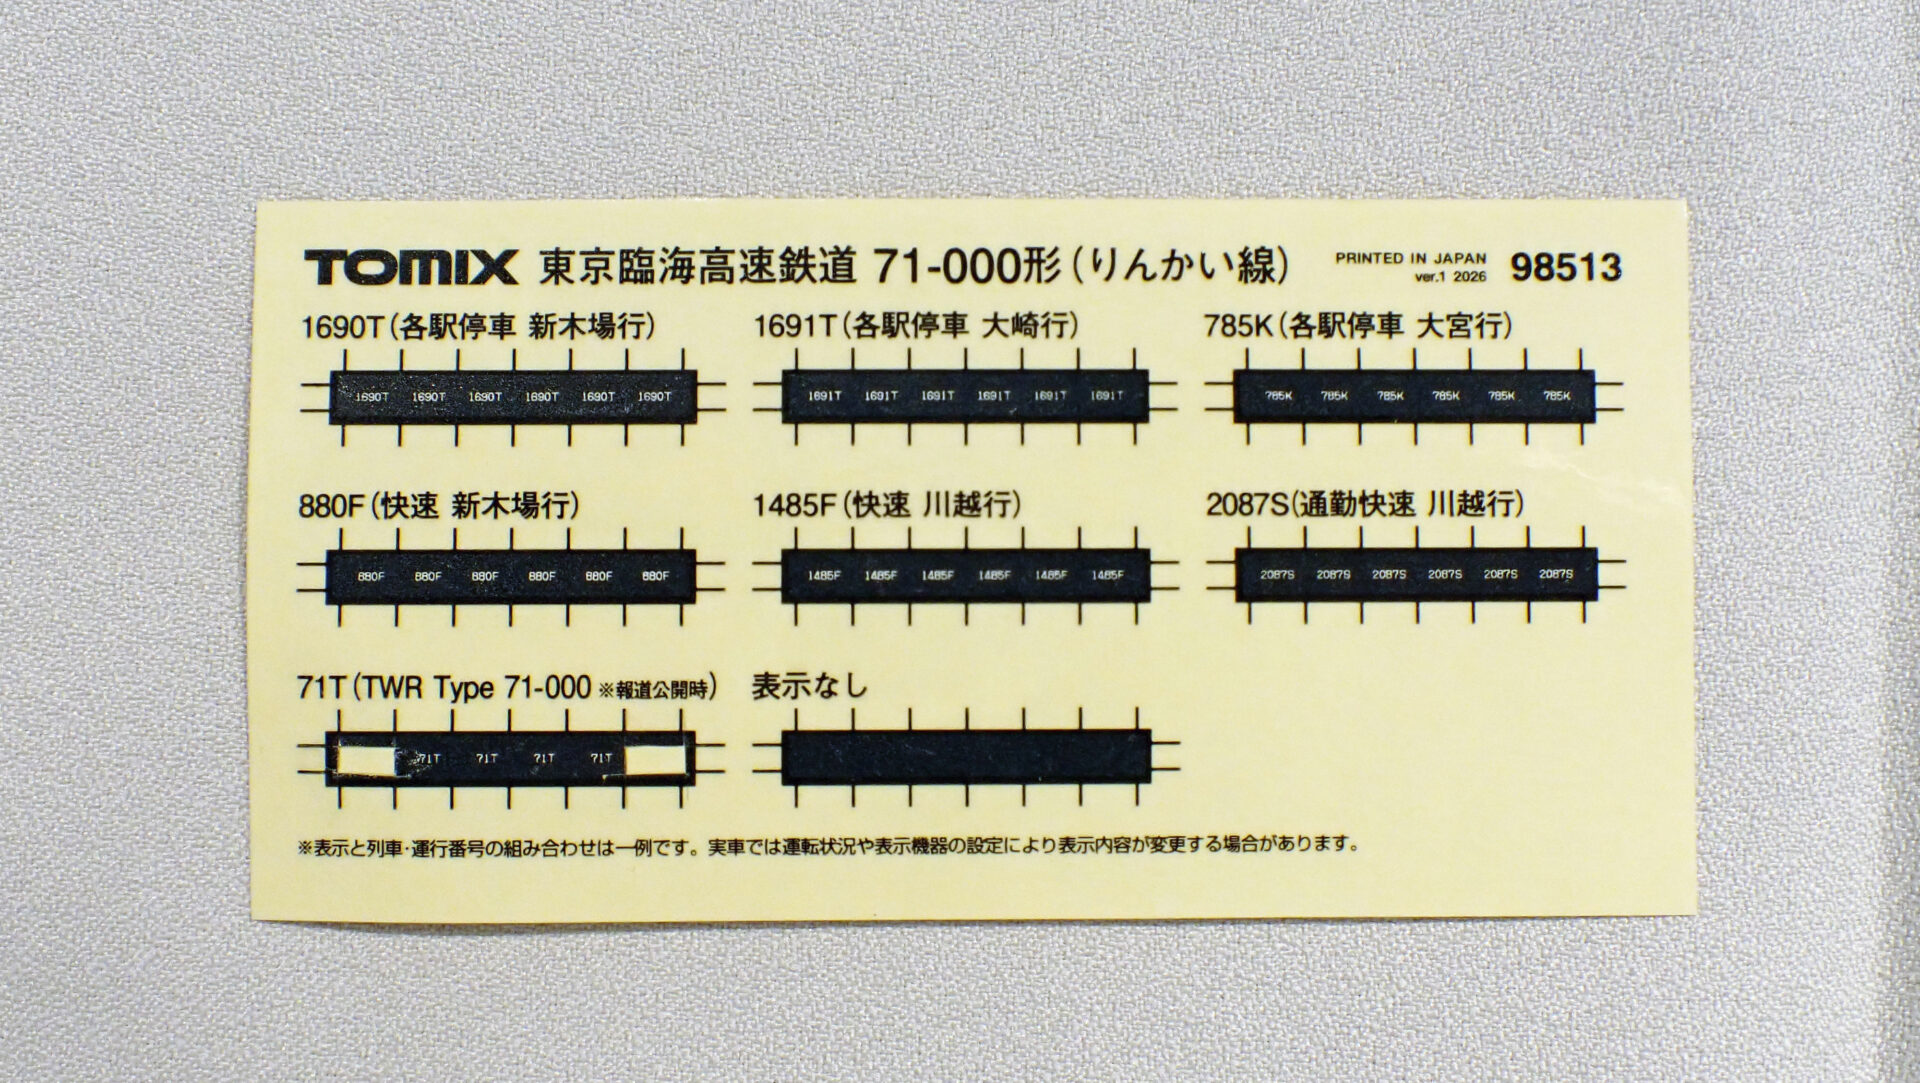 TOMIX 東京臨海高速鉄道 71-000形(りんかい線) PRINTED IN JAPAN ver.1 2026 98513
1690T(各駅停車 新木場行)
1690T 1690T 1690T 1690T 1690T 1690T
1691T(各駅停車 大崎行)
1691T 1691T 1691T 1691T 1691T 1691T
785K(各駅停車 大宮行)
785K 785K 785K 785K 785K 785K
880F(快速 新木場行)
880F 880F 880F 880F 880F 880F
1485F(快速 川越行)
1485F 1485F 1485F 1485F 1485F 1485F
2087S(通勤快速 川越行)
2087S 2087S 2087S 2087S 2087S 2087S
71T(TWR Type 71-000 ※報道公開時)
71T 71T 71T 71T
表示なし
※表示と列車・運行番号の組み合わせは一例です。実車では運転状況や表示機器の設定により表示内容が変更する場合があります。